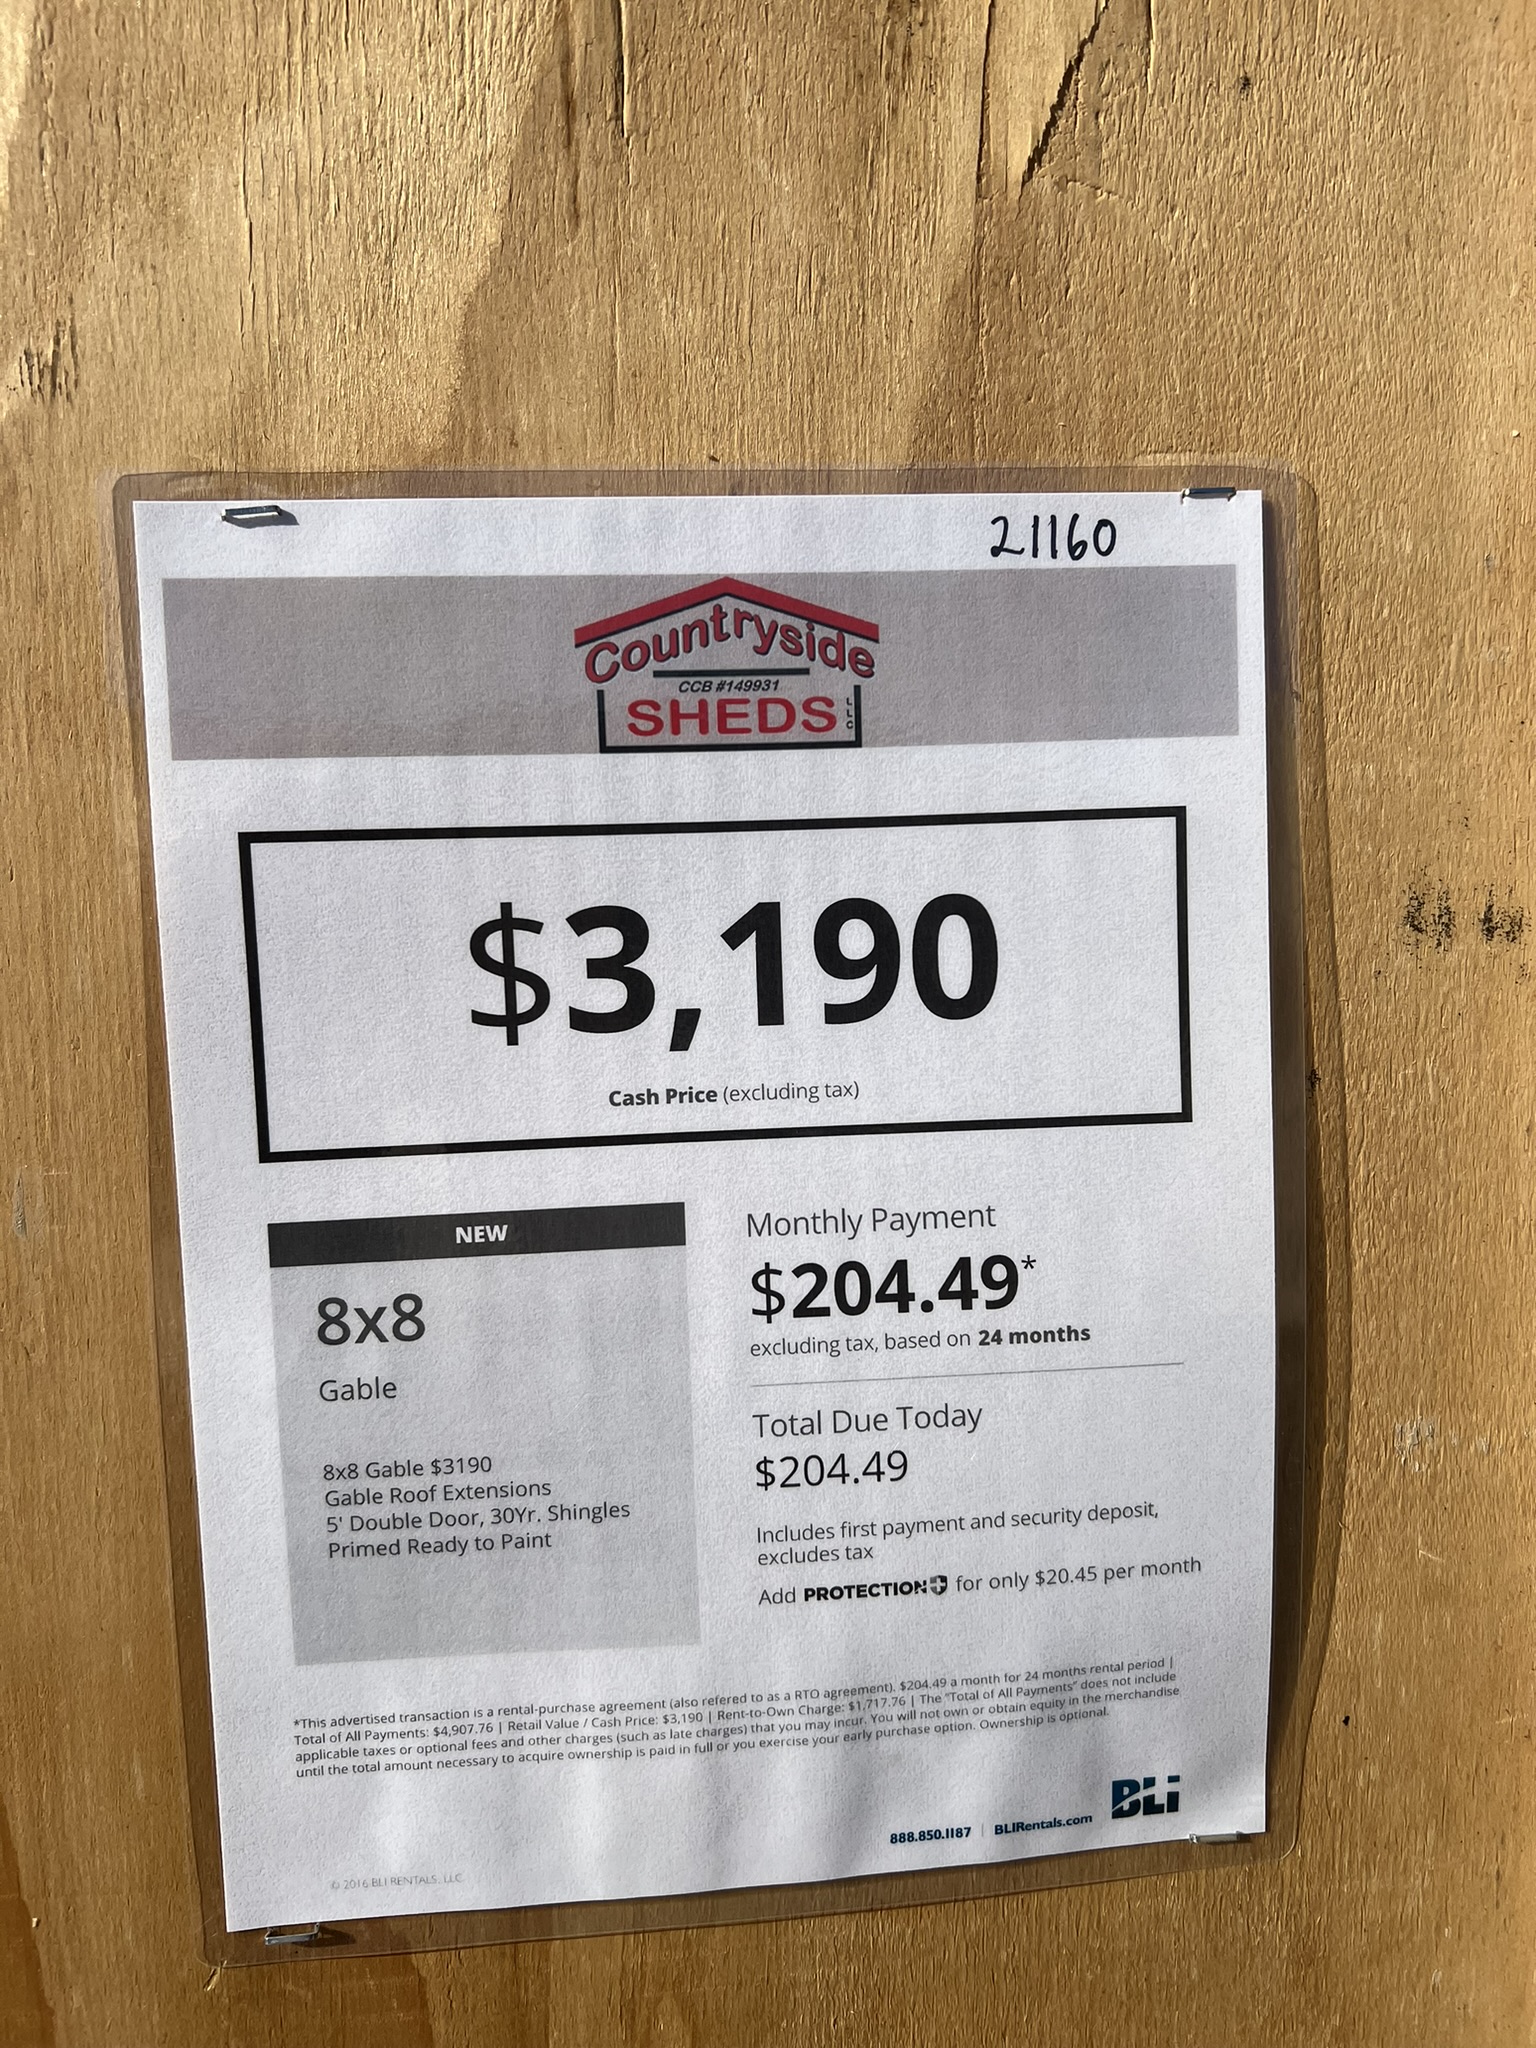 21160
Countryside
CCB #149931
SHEDS LLC
$3,190
Cash Price (excluding tax)
NEW
8x8
Gable
8x8 Gable $3190
Gable Roof Extensions
5' Double Door, 30Yr. Shingles
Primed Ready to Paint
Monthly Payment
$204.49*
excluding tax, based on 24 months
Total Due Today
$204.49
Includes first payment and security deposit,
excludes tax
Add PROTECTION+ for only $20.45 per month
*This advertised transaction is a rental-purchase agreement (also refered to as a RTO agreement). $204.49 a month for 24 months rental period |
Total of All Payments: $4,907.76 | Retail Value / Cash Price: $3,190 | Rent-to-Own Charge: $1,717.76 | The "Total of All Payments" does not include
applicable taxes or optional fees and other charges (such as late charges) that you may incur. You will not own or obtain equity in the merchandise
until the total amount necessary to acquire ownership is paid in full or you exercise your early purchase option. Ownership is optional.
BLi
888.850.1187 | BLIRentals.com
© 2016 BLI RENTALS, LLC